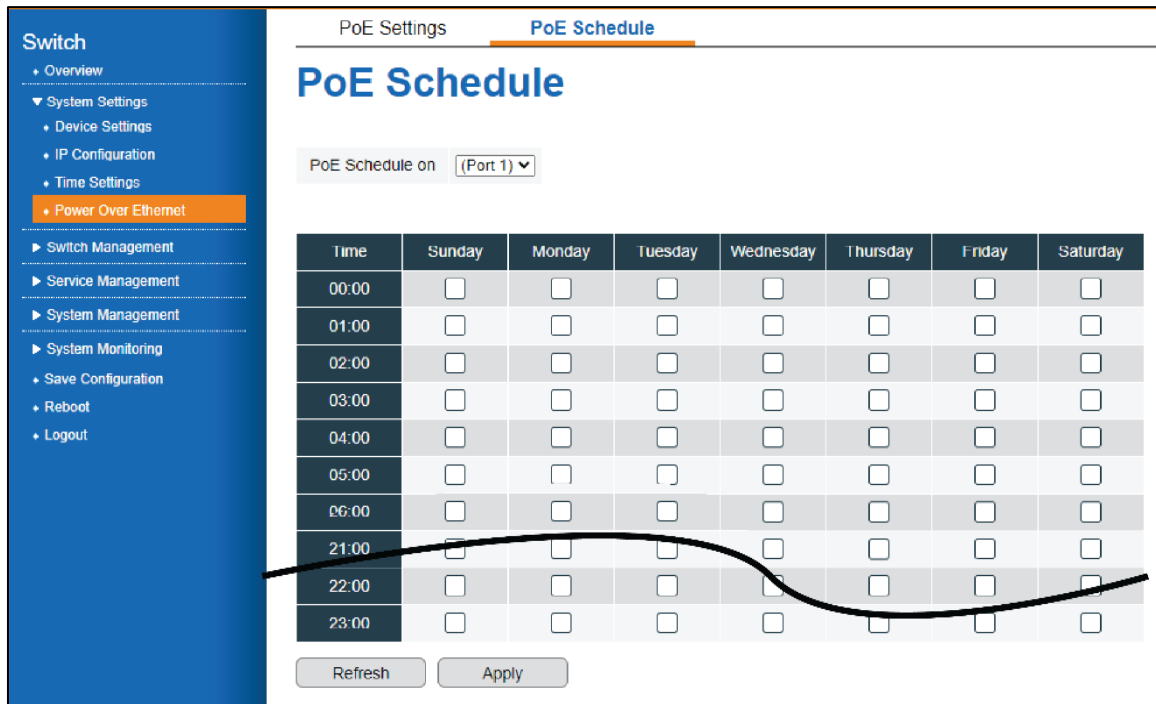 Switch
Overview
System Settings
Device Settings
IP Configuration
Time Settings
Power Over Ethernet
Switch Management
Service Management
System Management
System Monitoring
Save Configuration
Reboot
Logout
PoE Settings PoE Schedule
PoE Schedule
PoE Schedule on (Port 1)
Time Sunday Monday Tuesday Wednesday Thursday Friday Saturday
00:00
01:00
02:00
03:00
04:00
05:00
06:00
21:00
22:00
23:00
Refresh Apply